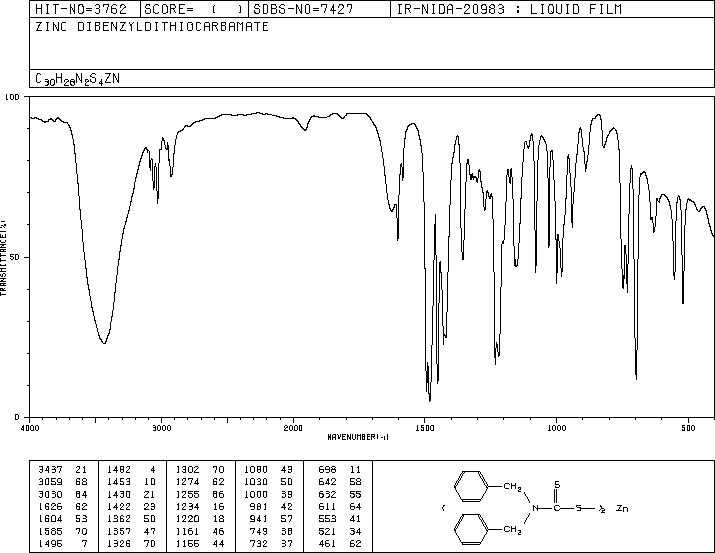 HIT-NO=3762 SCORE= ( ) SDBS-NO=7427 IR-NIDA-20983 : LIQUID FILM
ZINC DIBENZYLDITHIOCARBAMATE
C30H28N2S4ZN
100
50
0
TRANSMITTANCE(%)
4000 3000 2000 1500 1000 500
WAVENUMBER(-1)
3437 21 1482 4 1302 70 1080 43 698 11
3059 68 1453 10 1274 62 1030 50 642 58
3030 64 1430 21 1255 66 1000 39 632 55
1626 62 1422 23 1234 16 981 42 611 64
1604 53 1362 50 1220 18 941 57 553 41
1585 70 1357 47 1161 46 749 38 521 34
1495 7 1326 70 1155 44 732 37 461 62
CH2 S
( N C S )2 Zn
CH2